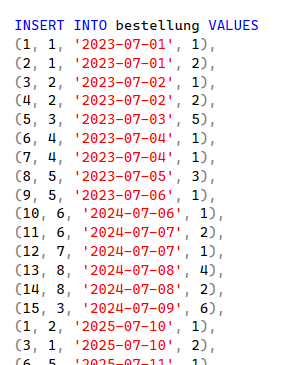 INSERT INTO bestellung VALUES
(1, 1, '2023-07-01', 1),
(2, 1, '2023-07-01', 2),
(3, 2, '2023-07-02', 1),
(4, 2, '2023-07-02', 2),
(5, 3, '2023-07-03', 5),
(6, 4, '2023-07-04', 1),
(7, 4, '2023-07-04', 1),
(8, 5, '2023-07-05', 3),
(9, 5, '2023-07-06', 1),
(10, 6, '2024-07-06', 1),
(11, 6, '2024-07-07', 2),
(12, 7, '2024-07-07', 1),
(13, 8, '2024-07-08', 4),
(14, 8, '2024-07-08', 2),
(15, 3, '2024-07-09', 6),
(1, 2, '2025-07-10', 1),
(3, 1, '2025-07-10', 2),
(6, 5, '2025-07-11', 1)